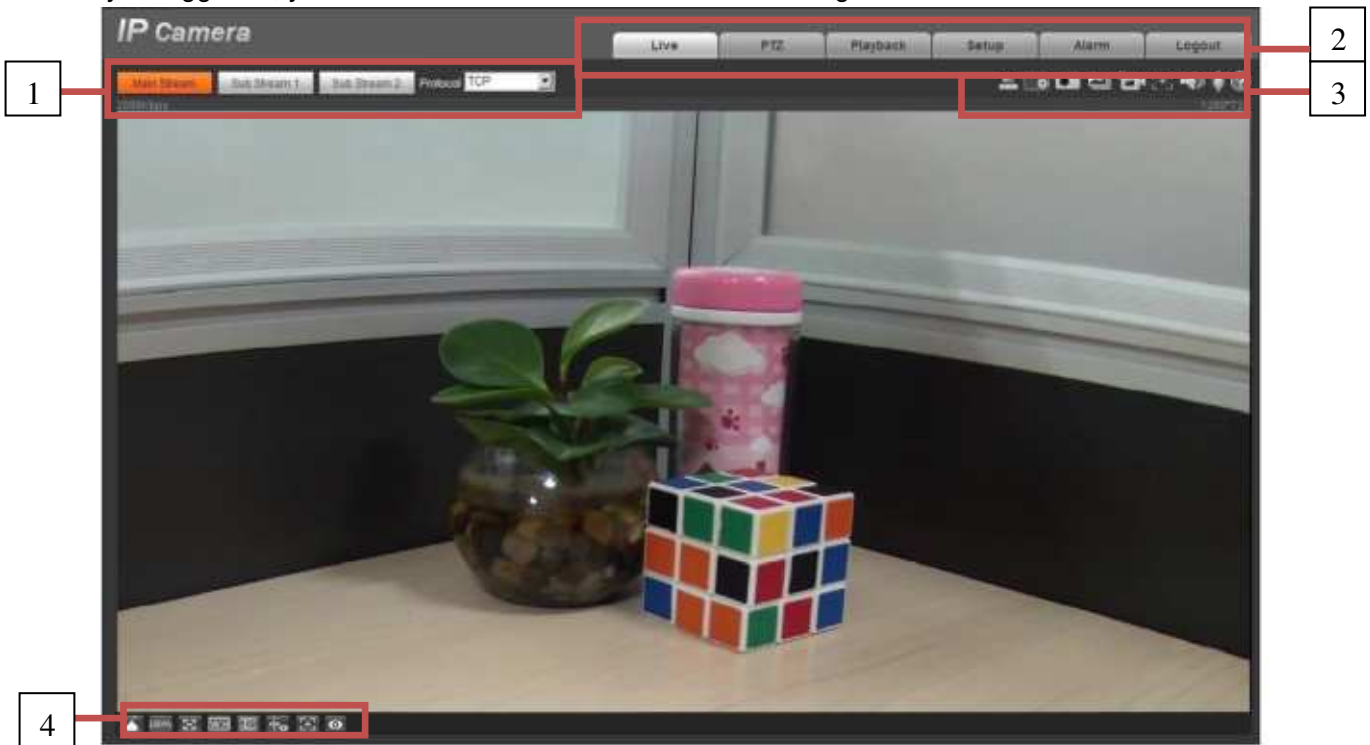 IP Camera
Live PTZ Playback Setup Alarm Logout
2
1
Main Stream Sub Stream 1 Sub Stream 2 Protocol TCP
3
4